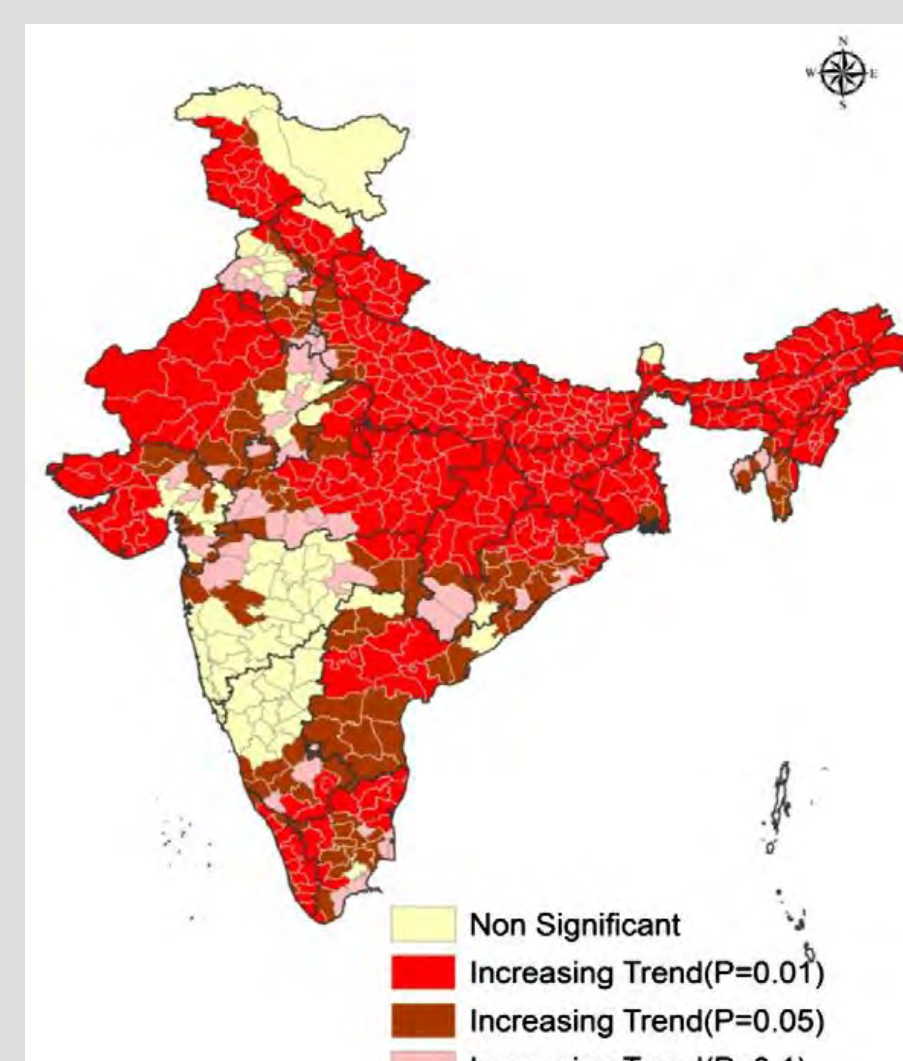 N
W E
S
Non Significant
Increasing Trend(P=0.01)
Increasing Trend(P=0.05)